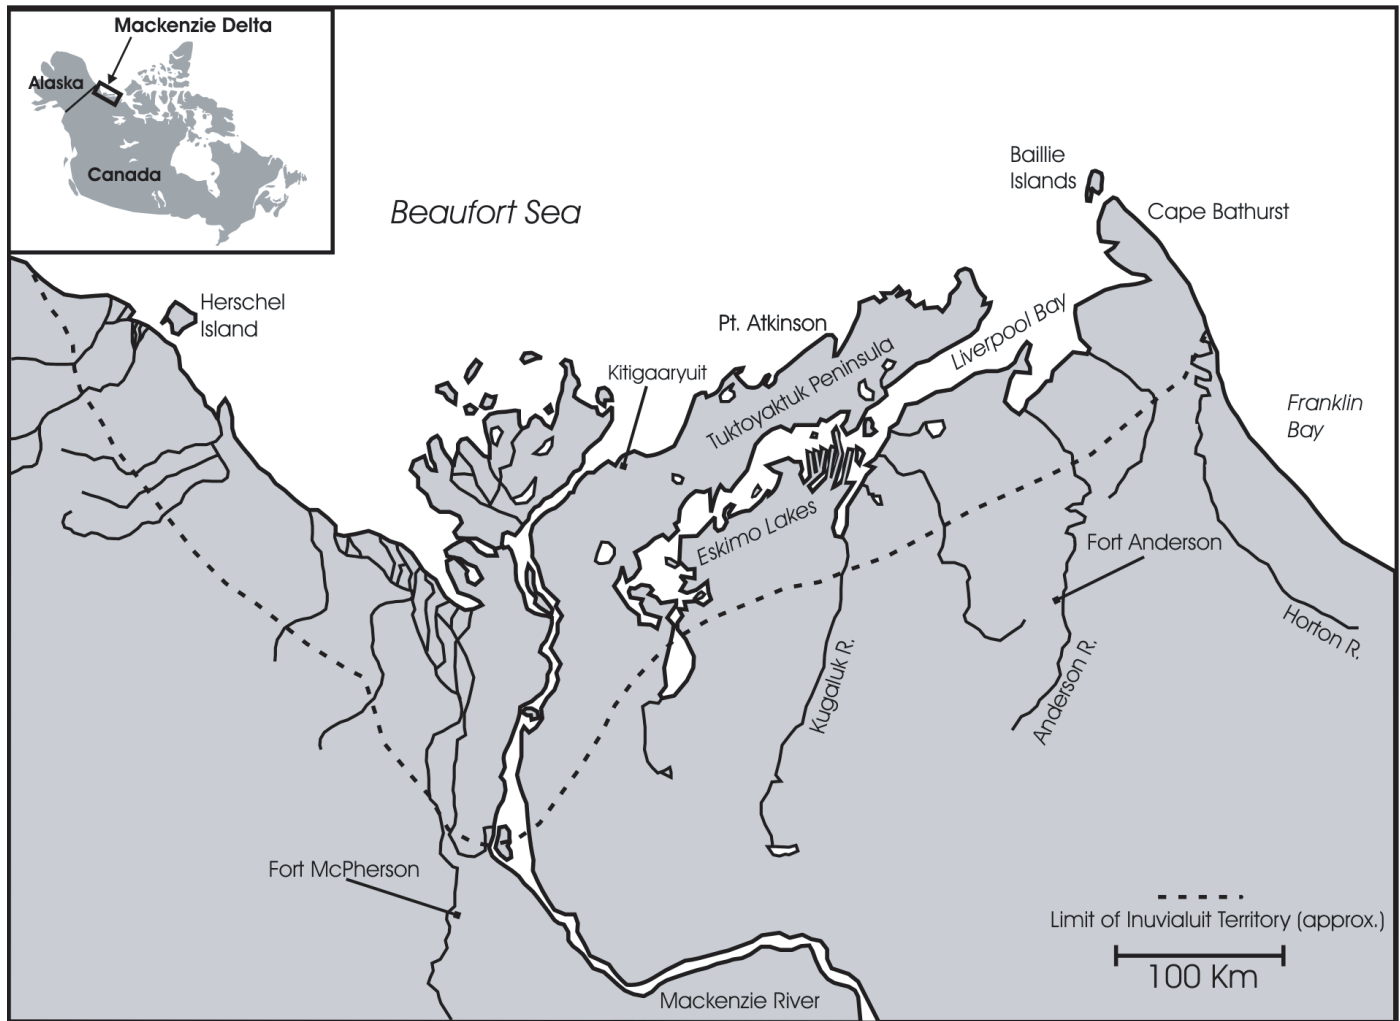 Mackenzie Delta
Alaska
Canada
Beaufort Sea
Baillie
Islands
Cape Bathurst
Herschel
Island
Pt. Atkinson
Liverpool Bay
Kitigaaryuit
Tuktoyaktuk Peninsula
Franklin
Bay
Eskimo Lakes
Fort Anderson
Horton R.
Kugaluk R.
Anderson R.
Fort McPherson
Limit of Inuvialuit Territory (approx.)
100 Km
Mackenzie River